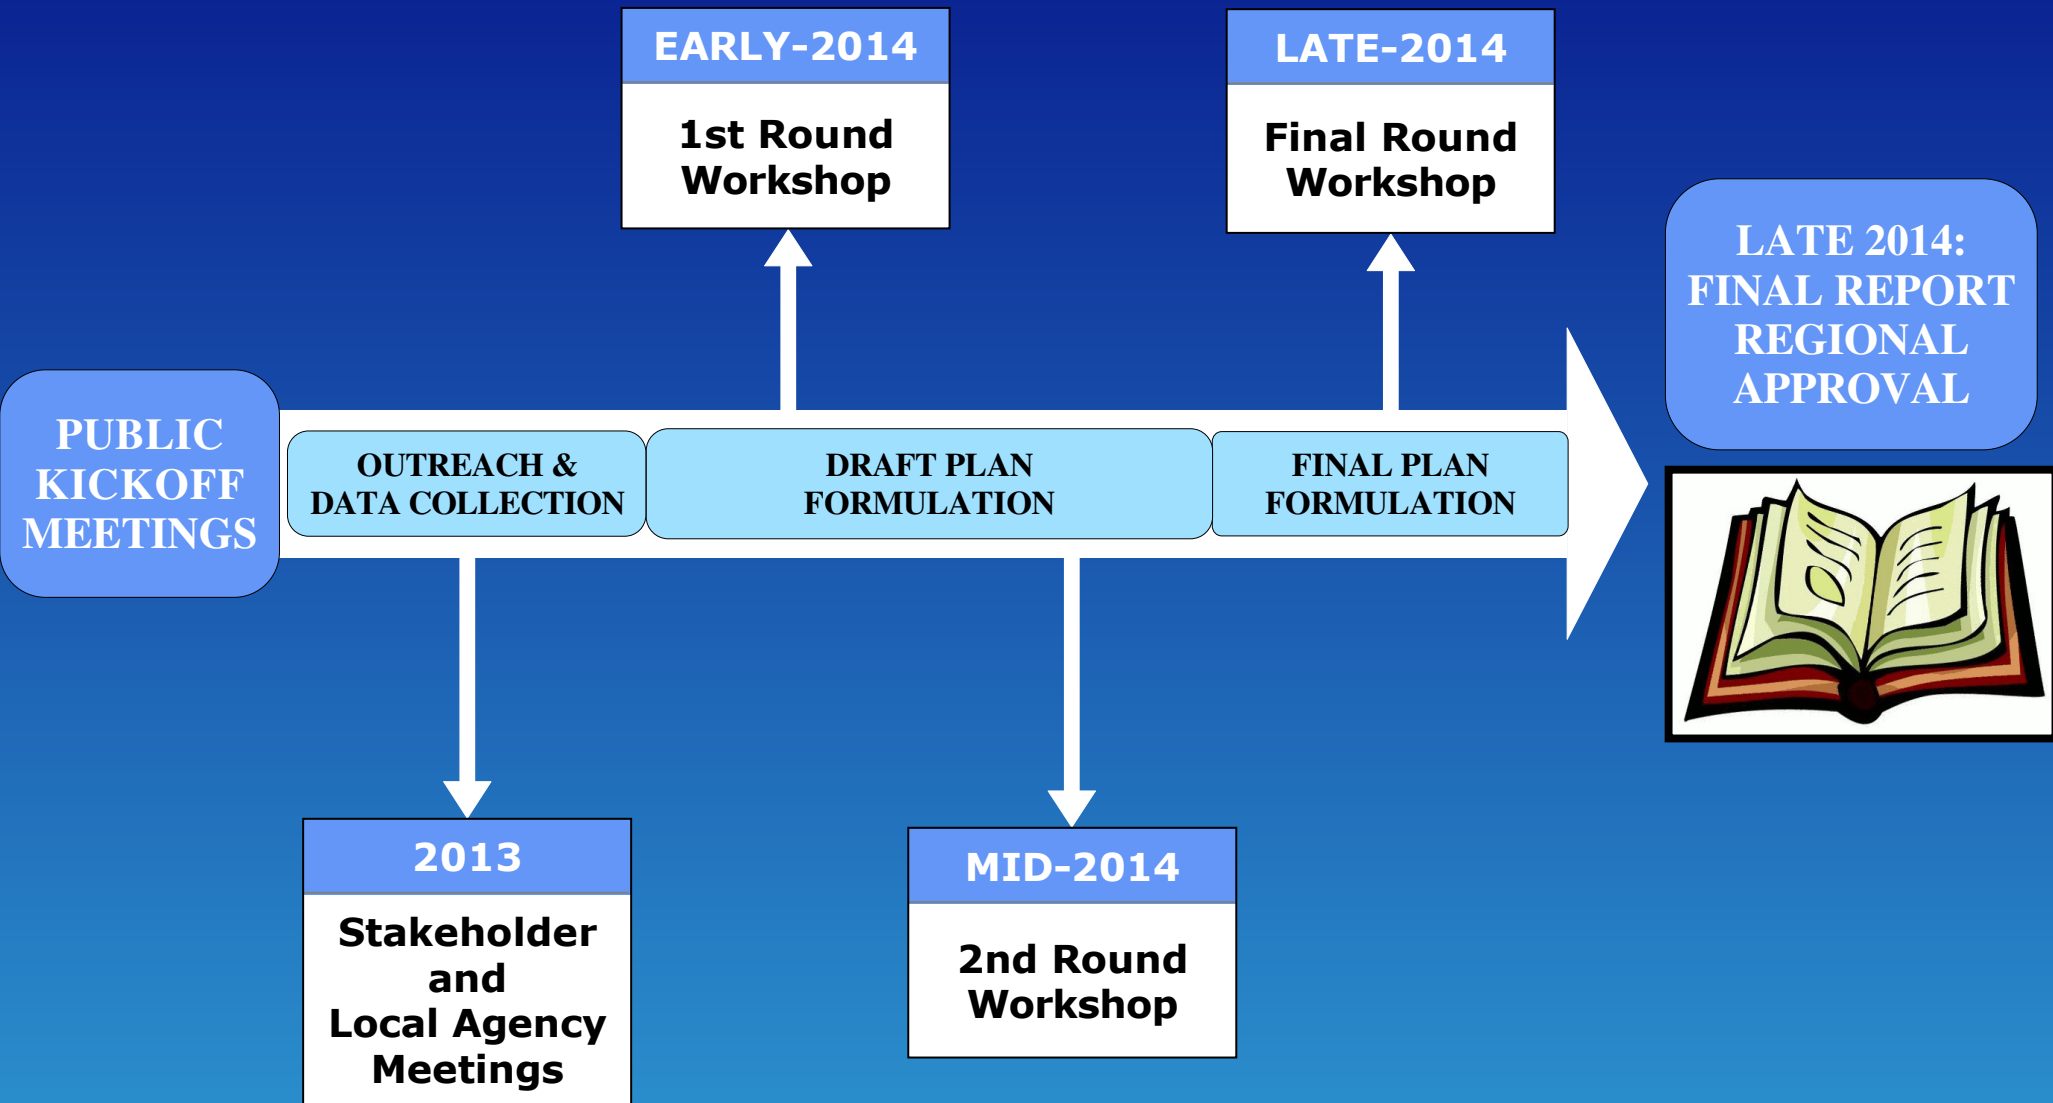 EARLY-2014
1st Round
Workshop
LATE-2014
Final Round
Workshop
LATE 2014:
FINAL REPORT
REGIONAL
APPROVAL
PUBLIC
KICKOFF
MEETINGS
OUTREACH &
DATA COLLECTION
DRAFT PLAN
FORMULATION
FINAL PLAN
FORMULATION
2013
Stakeholder
and
Local Agency
Meetings
MID-2014
2nd Round
Workshop